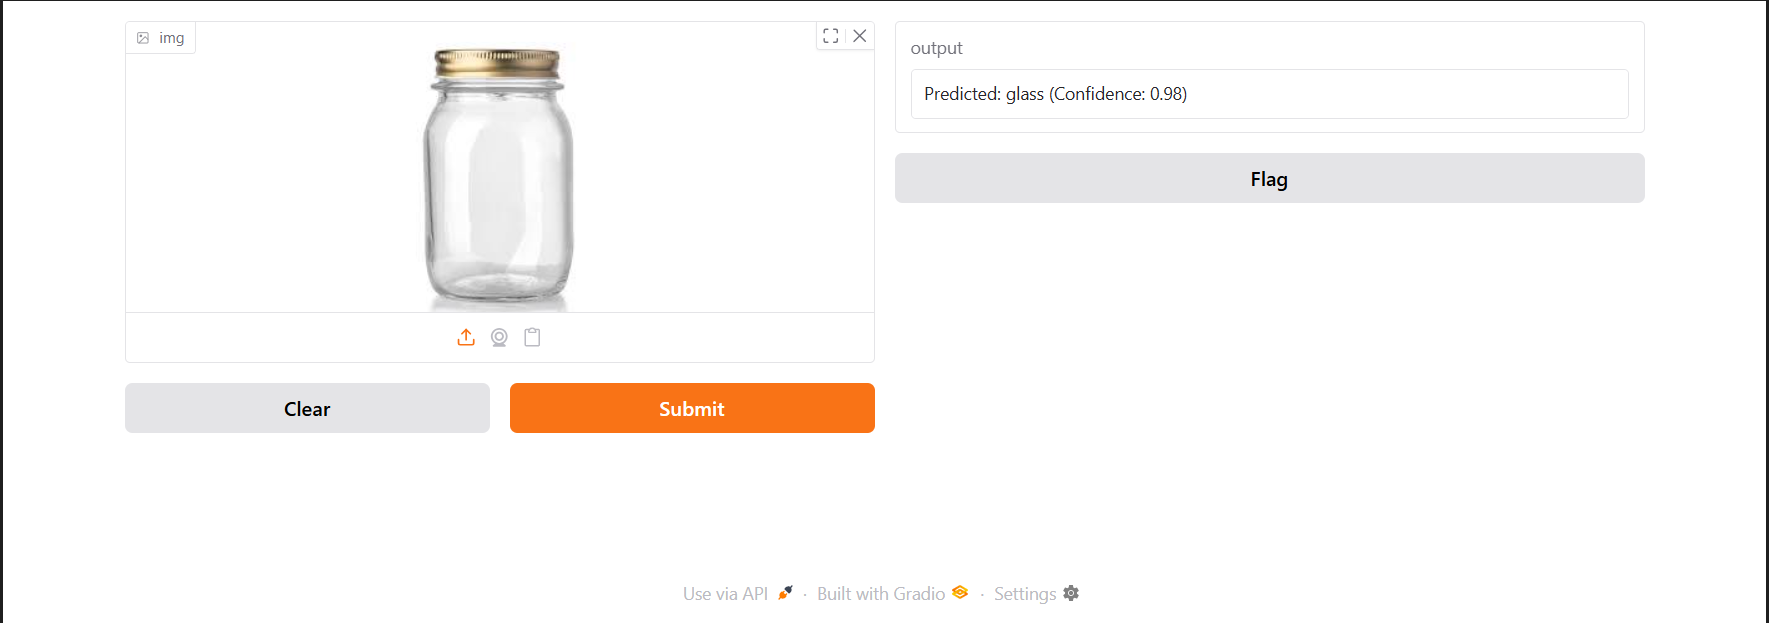 img
output
Predicted: glass (Confidence: 0.98)
Flag
Clear
Submit
Use via API · Built with Gradio · Settings